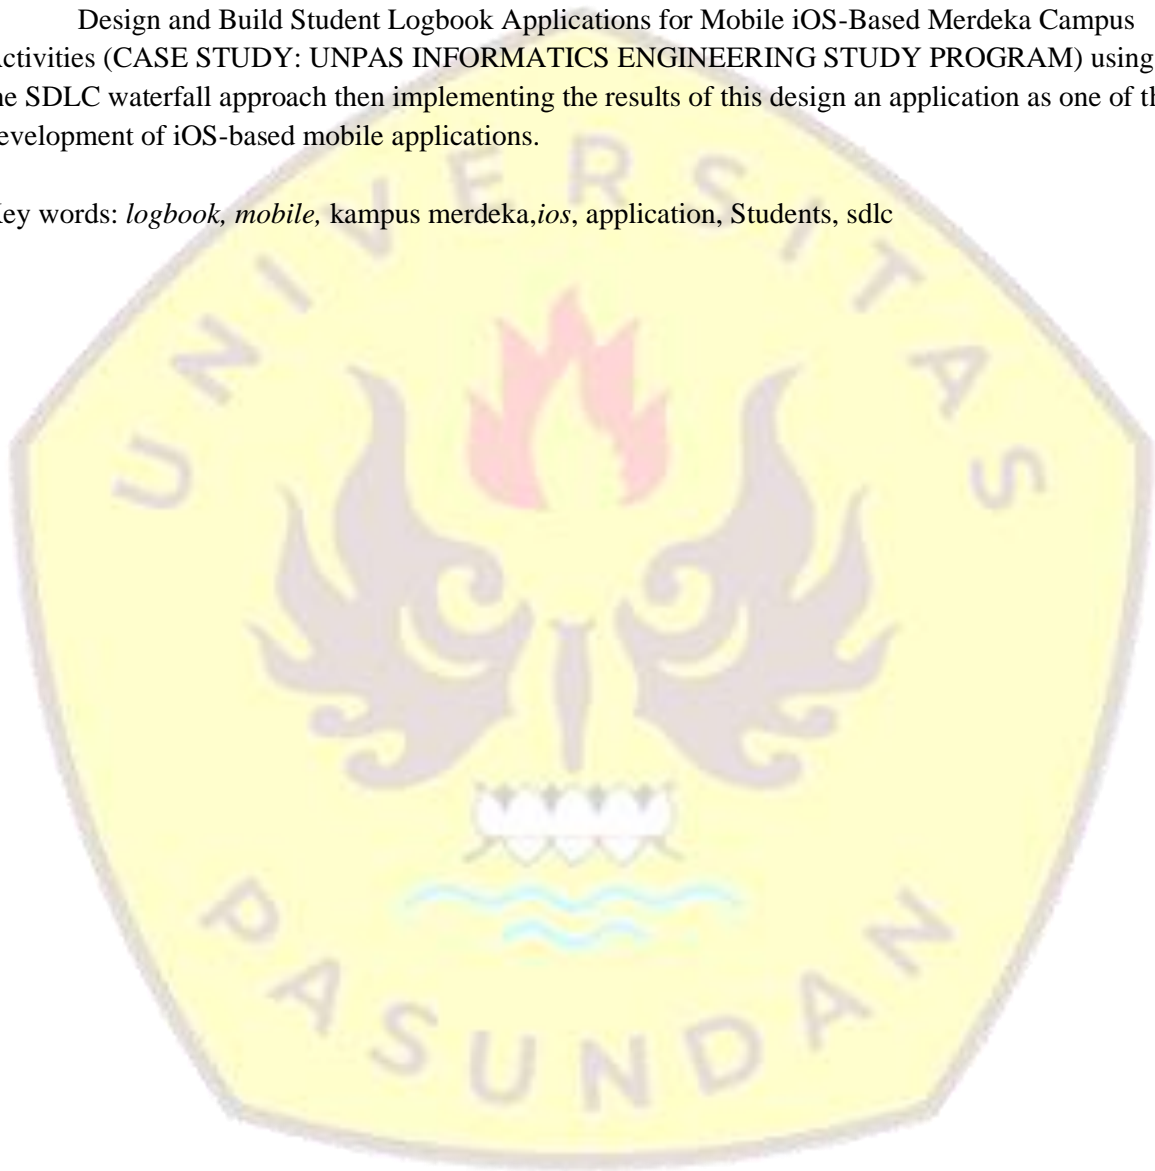 Design and Build Student Logbook Applications for Mobile iOS-Based Merdeka Campus
ctivities (CASE STUDY: UNPAS INFORMATICS ENGINEERING STUDY PROGRAM) using
he SDLC waterfall approach then implementing the results of this design an application as one of th
evelopment of iOS-based mobile applications.
ey words: logbook, mobile, kampus merdeka,ios, application, Students, sdlc
UNIVERSITAS
PASUNDAN